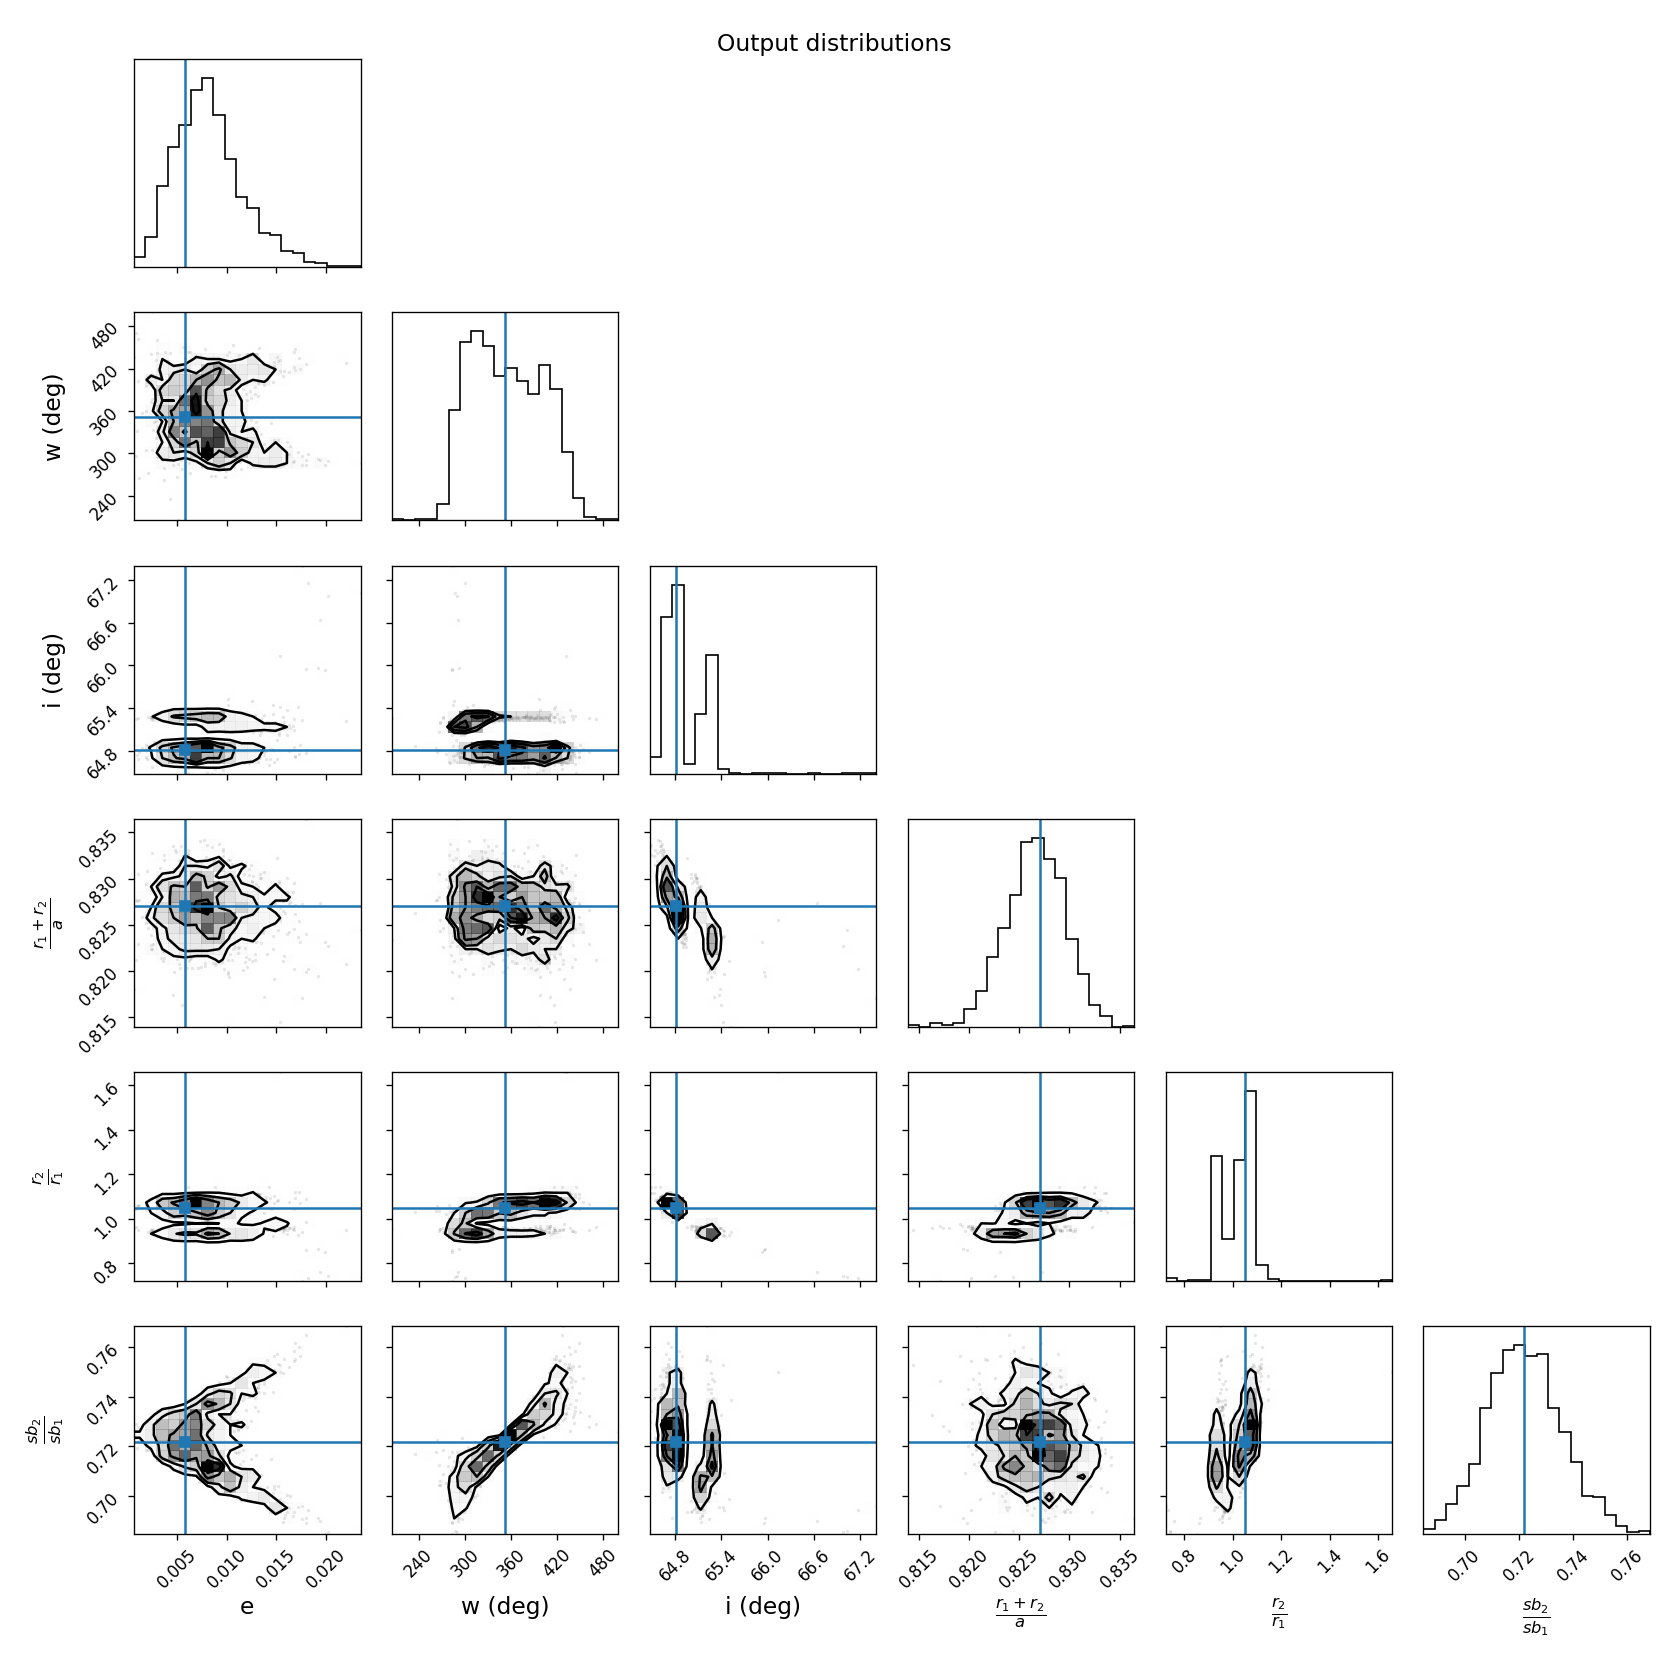 Output distributions
w (deg)
480
420
360
300
240
i (deg)
67.2
66.6
66.0
65.4
64.8
r₁ + r₂
a
0.835
0.830
0.825
0.820
0.815
r₂
r₁
1.6
1.4
1.2
1.0
0.8
sb₂
sb₁
0.76
0.74
0.72
0.70
0.005 0.010 0.015 0.020 240 300 360 420 480 64.8 65.4 66.0 66.6 67.2 0.815 0.820 0.825 0.830 0.835 0.8 1.0 1.2 1.4 1.6 0.70 0.72 0.74 0.76
e w (deg) i (deg)
r₁ + r₂
a
r₂
r₁
sb₂
sb₁